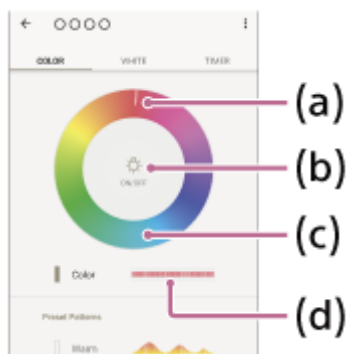 OOOO
COLOR WHITE TIMER
(a)
ON/OFF
(b)
(c)
Color
(d)
Preset Patterns
Warm